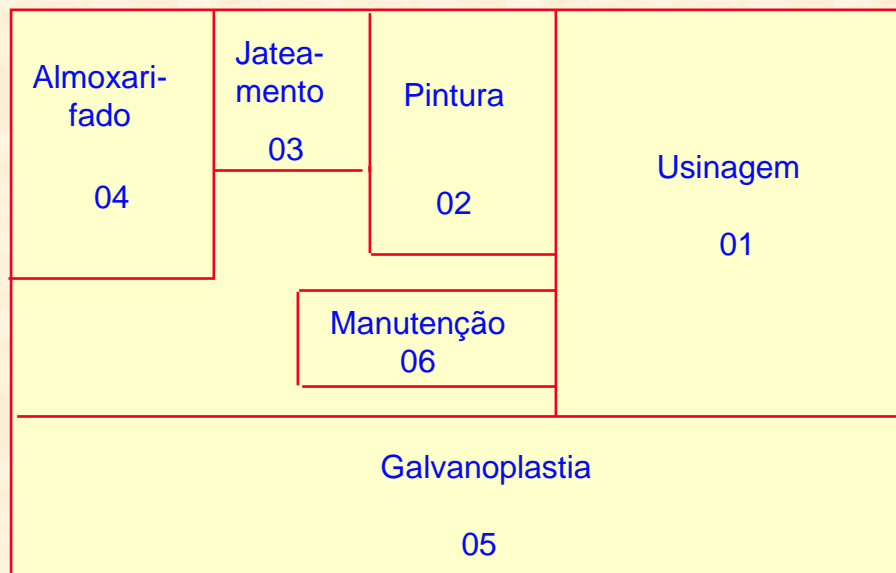 Almoxari-
fado
04
Jatea-
mento
03
Pintura
02
Usinagem
01
Manutenção
06
Galvanoplastia
05